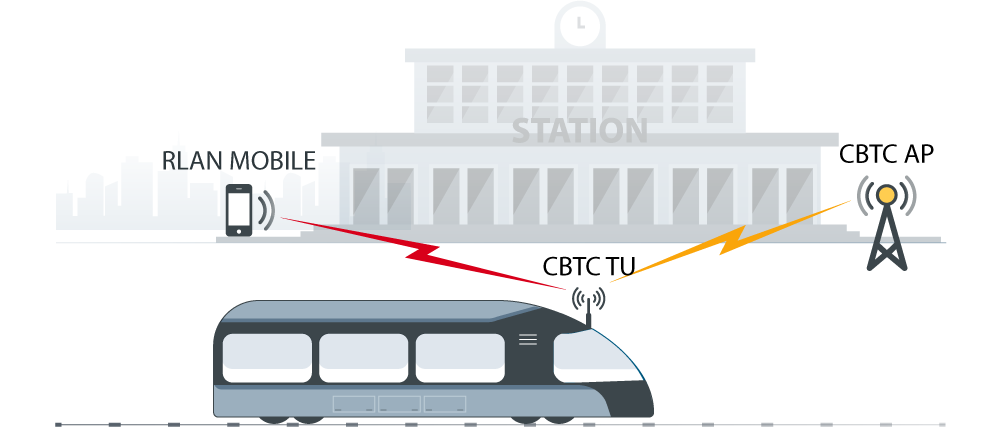 STATION
CBTC AP
RLAN MOBILE
CBTC TU